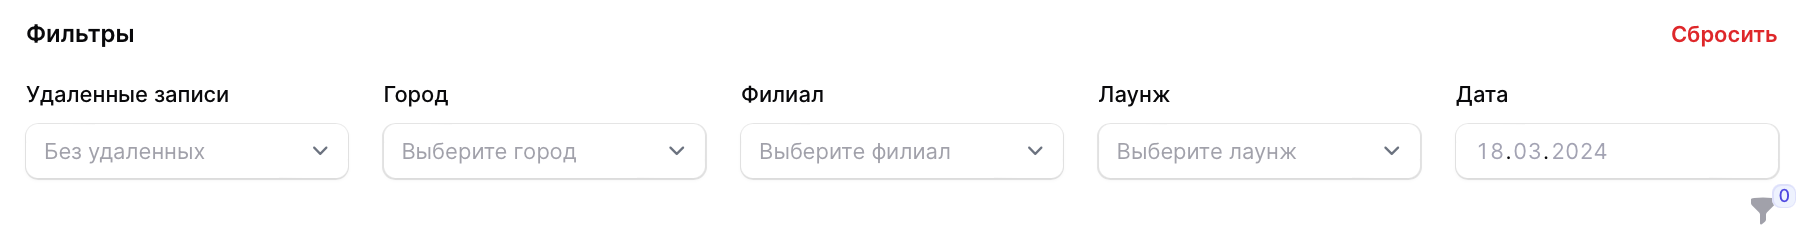 Фильтры Сбросить
Удаленные записи Город Филиал Лаунж Дата
Без удаленных Выберите город Выберите филиал Выберите лаунж 18.03.2024
0